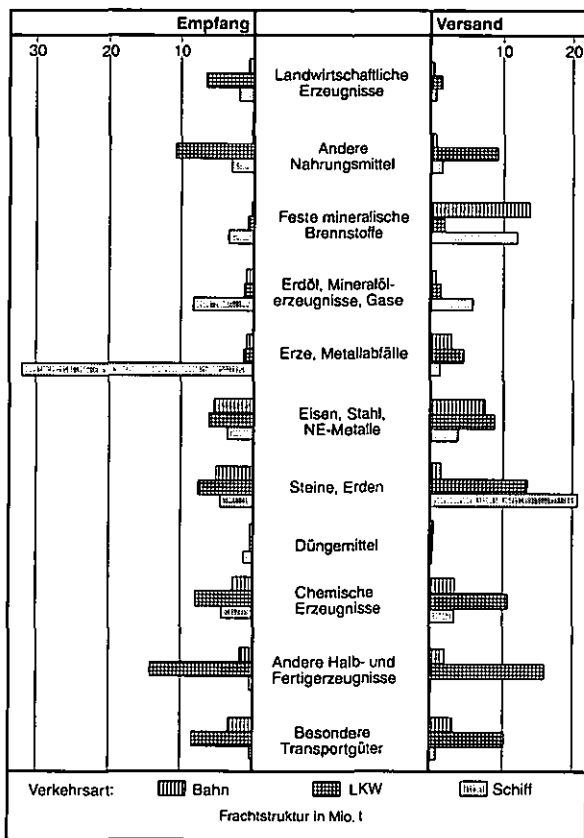 Empfang Versand
30 20 10 10 20
Landwirtschaftliche
Erzeugnisse
Andere
Nahrungsmittel
Feste mineralische
Brennstoffe
Erdöl, Mineralöl-
erzeugnisse, Gase
Erze, Metallabfälle
Eisen, Stahl,
NE-Metalle
Steine, Erden
Düngemittel
Chemische
Erzeugnisse
Andere Halb- und
Fertigerzeugnisse
Besondere
Transportgüter
Verkehrsart: Bahn LKW Schiff
Frachtstruktur in Mio. t